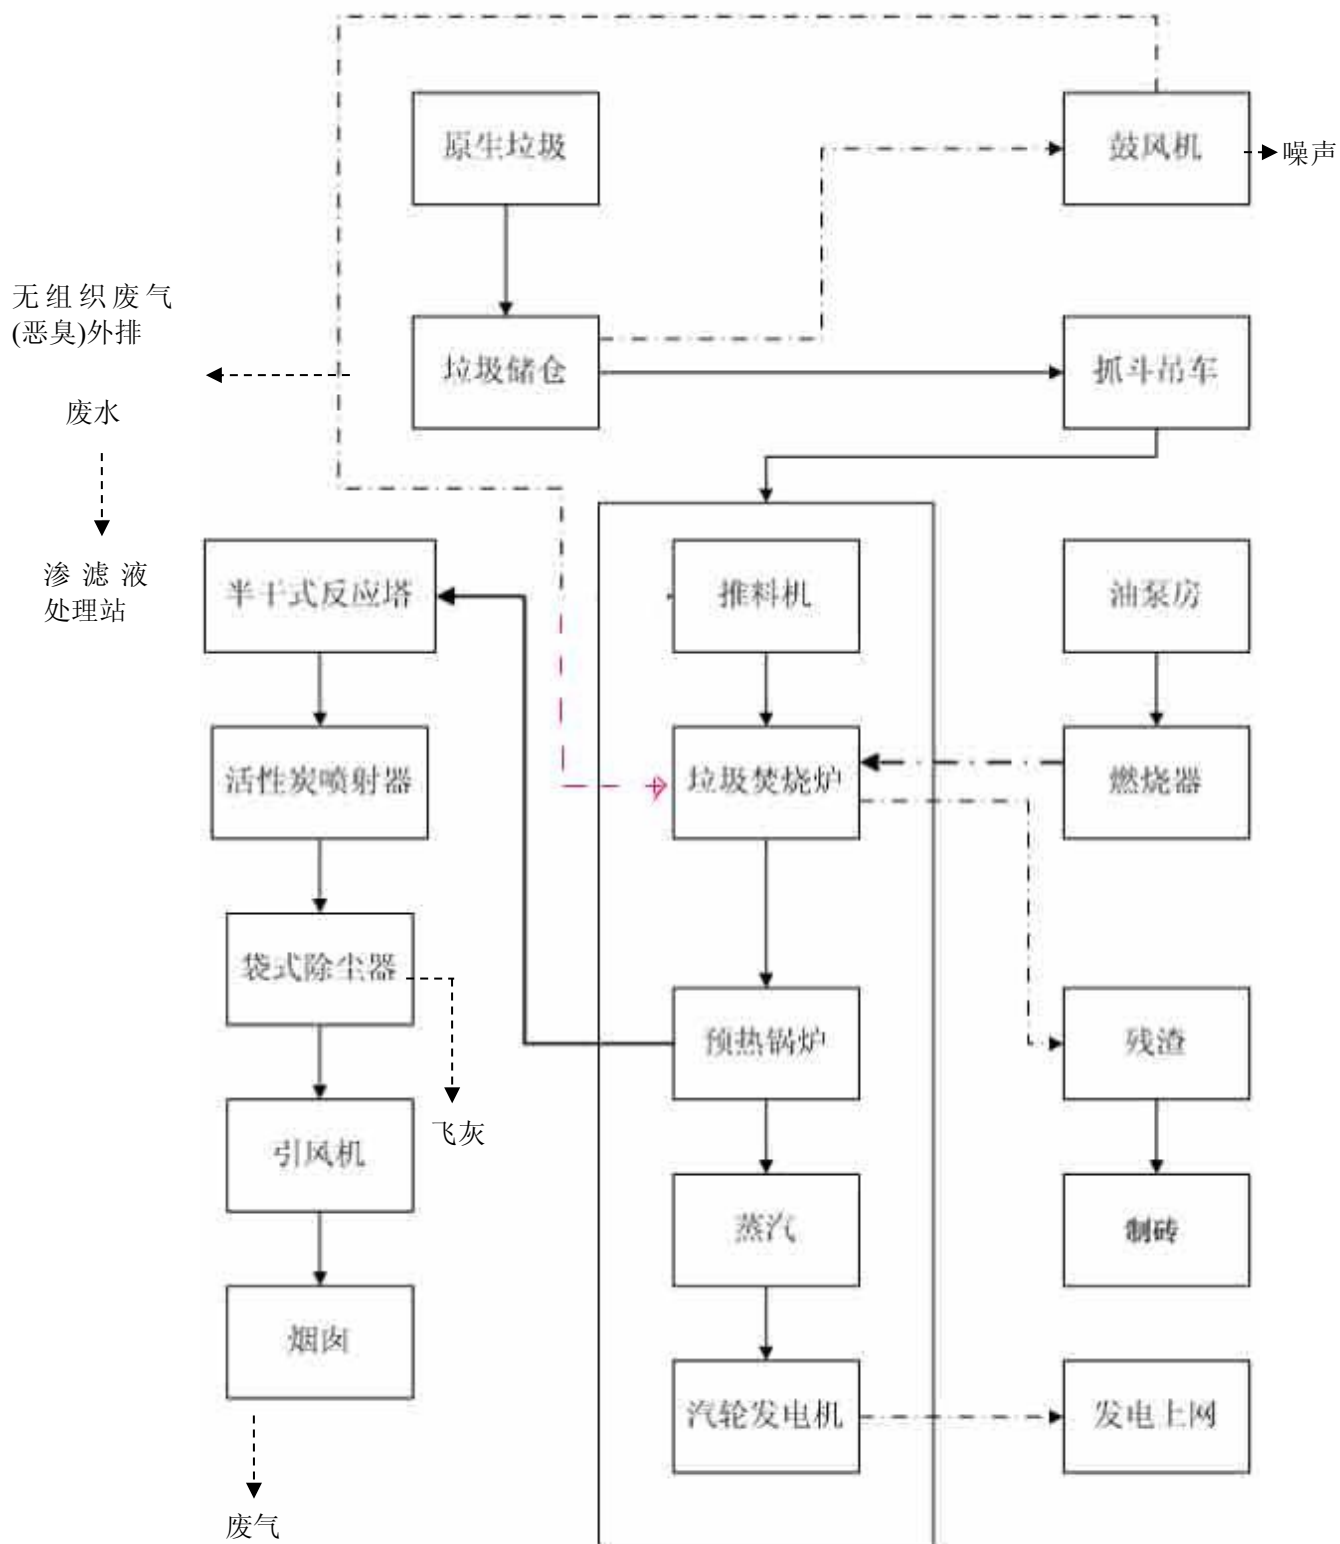 原生垃圾
鼓风机
噪声
无组织废气
(恶臭)外排
垃圾储仓
抓斗吊车
废水
渗滤液
处理站
半干式反应塔
推料机
油泵房
活性炭喷射器
垃圾焚烧炉
燃烧器
袋式除尘器
预热锅炉
残渣
飞灰
引风机
蒸汽
制砖
烟囱
汽轮发电机
发电上网
废气